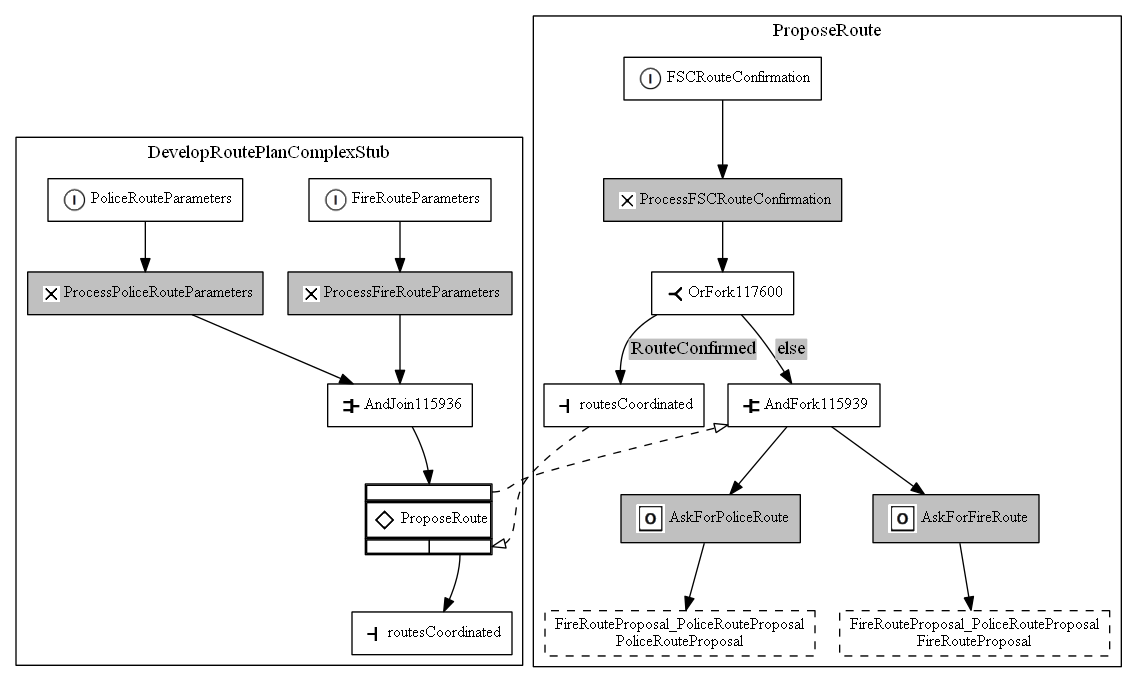 DevelopRoutePlanComplexStub
PoliceRouteParameters
FireRouteParameters
ProcessPoliceRouteParameters
ProcessFireRouteParameters
AndJoin115936
ProposeRoute
routesCoordinated
ProposeRoute
FSCRouteConfirmation
ProcessFSCRouteConfirmation
OrFork117600
RouteConfirmed
else
routesCoordinated
AndFork115939
AskForPoliceRoute
AskForFireRoute
FireRouteProposal_PoliceRouteProposal
PoliceRouteProposal
FireRouteProposal_PoliceRouteProposal
FireRouteProposal